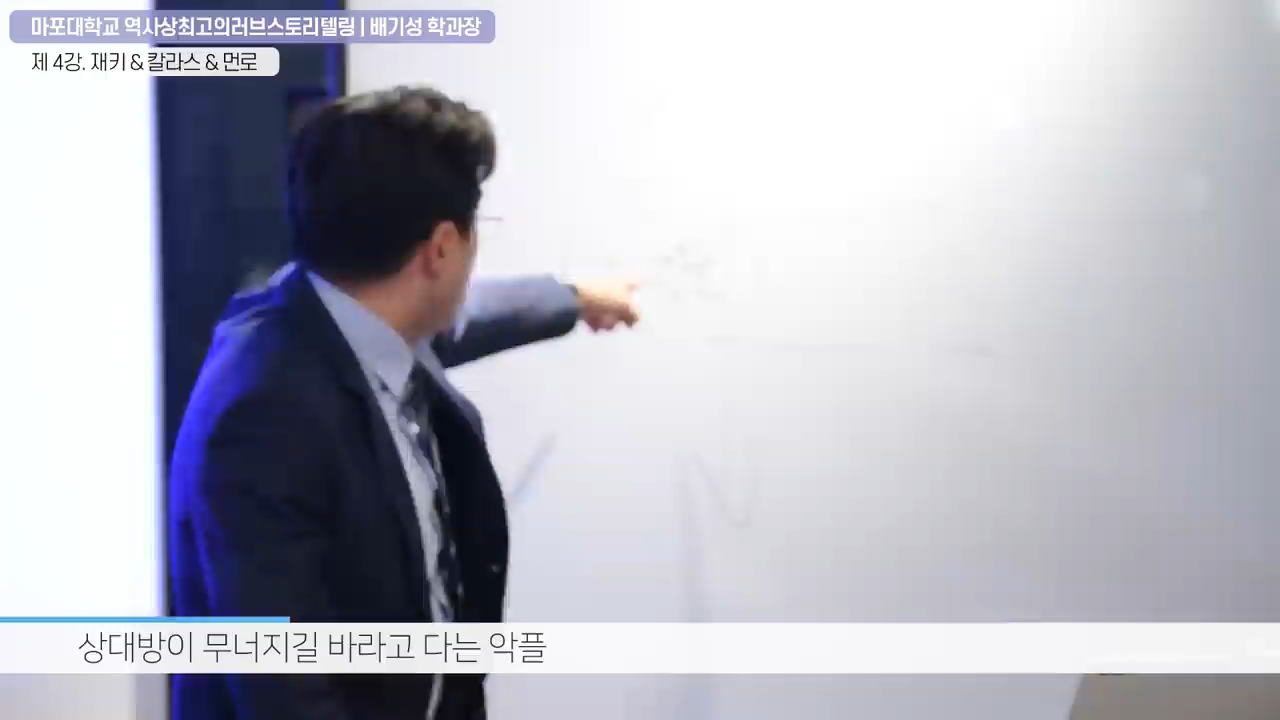 마포대학교 역사상최고의러브스토리텔링 | 배기성 학과장
제 4강. 재키 & 칼라스 & 먼로
상대방이 무너지길 바라고 다는 악플